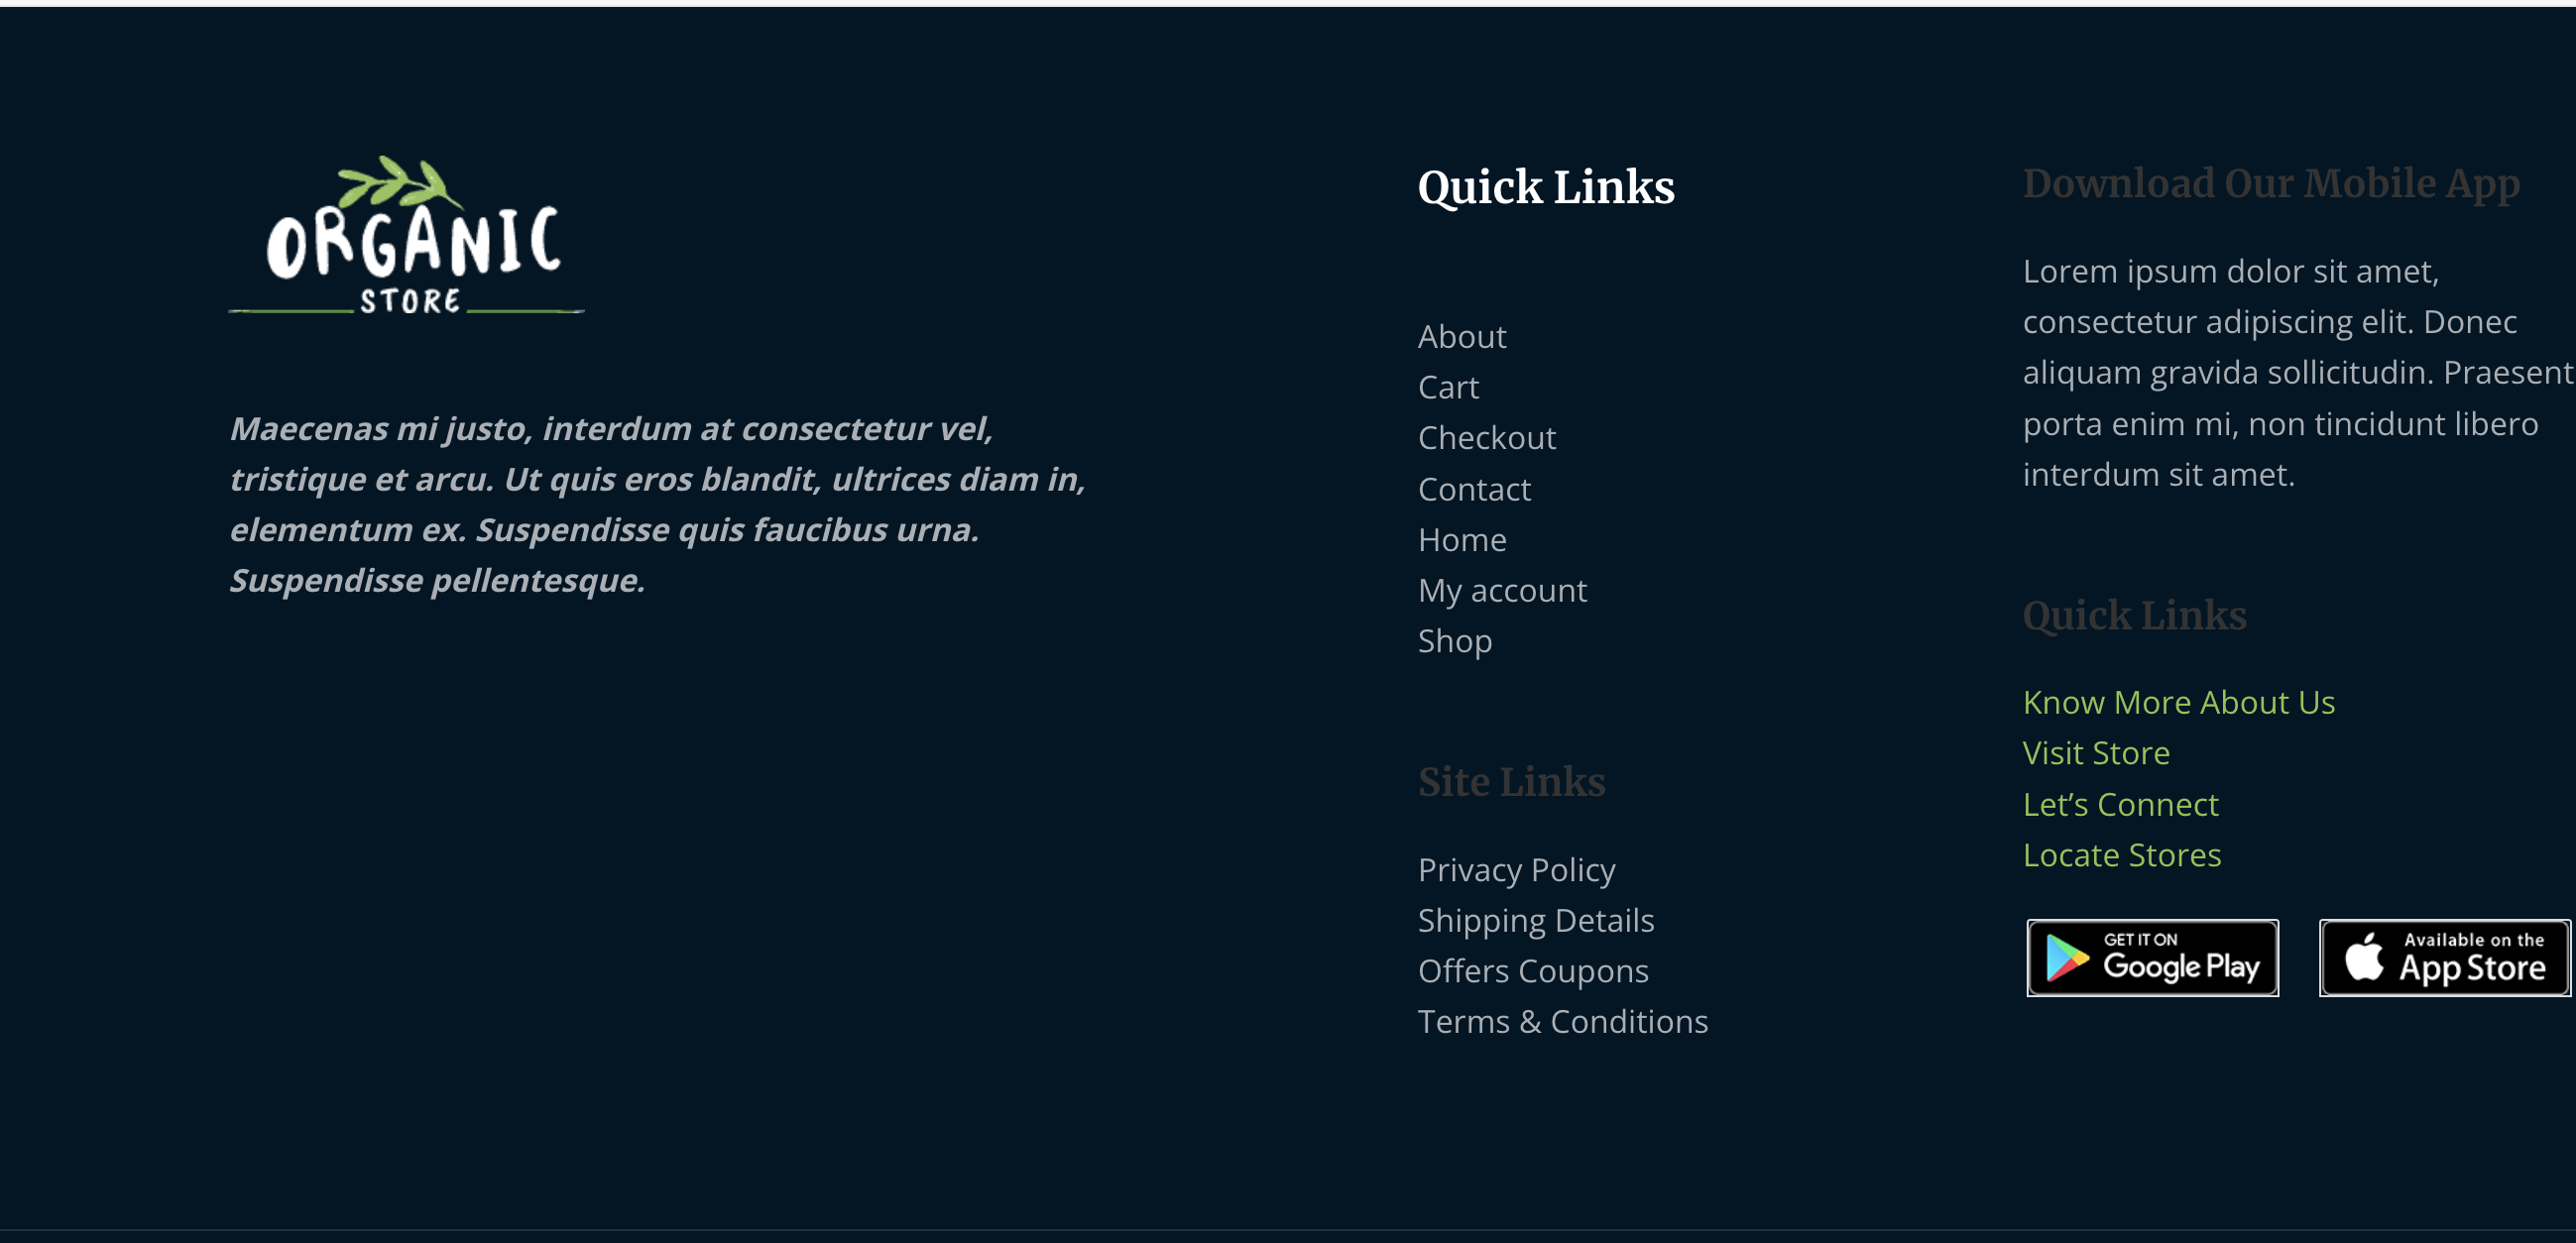 ORGANIC
STORE
Maecenas mi justo, interdum at consectetur vel,
tristique et arcu. Ut quis eros blandit, ultrices diam in,
elementum ex. Suspendisse quis faucibus urna.
Suspendisse pellentesque.
Quick Links
About
Cart
Checkout
Contact
Home
My account
Shop
Site Links
Privacy Policy
Shipping Details
Offers Coupons
Terms & Conditions
Download Our Mobile App
Lorem ipsum dolor sit amet,
consectetur adipiscing elit. Donec
aliquam gravida sollicitudin. Praesent
porta enim mi, non tincidunt libero
interdum sit amet.
Quick Links
Know More About Us
Visit Store
Let’s Connect
Locate Stores
GET IT ON
Google Play
Available on the
App Store